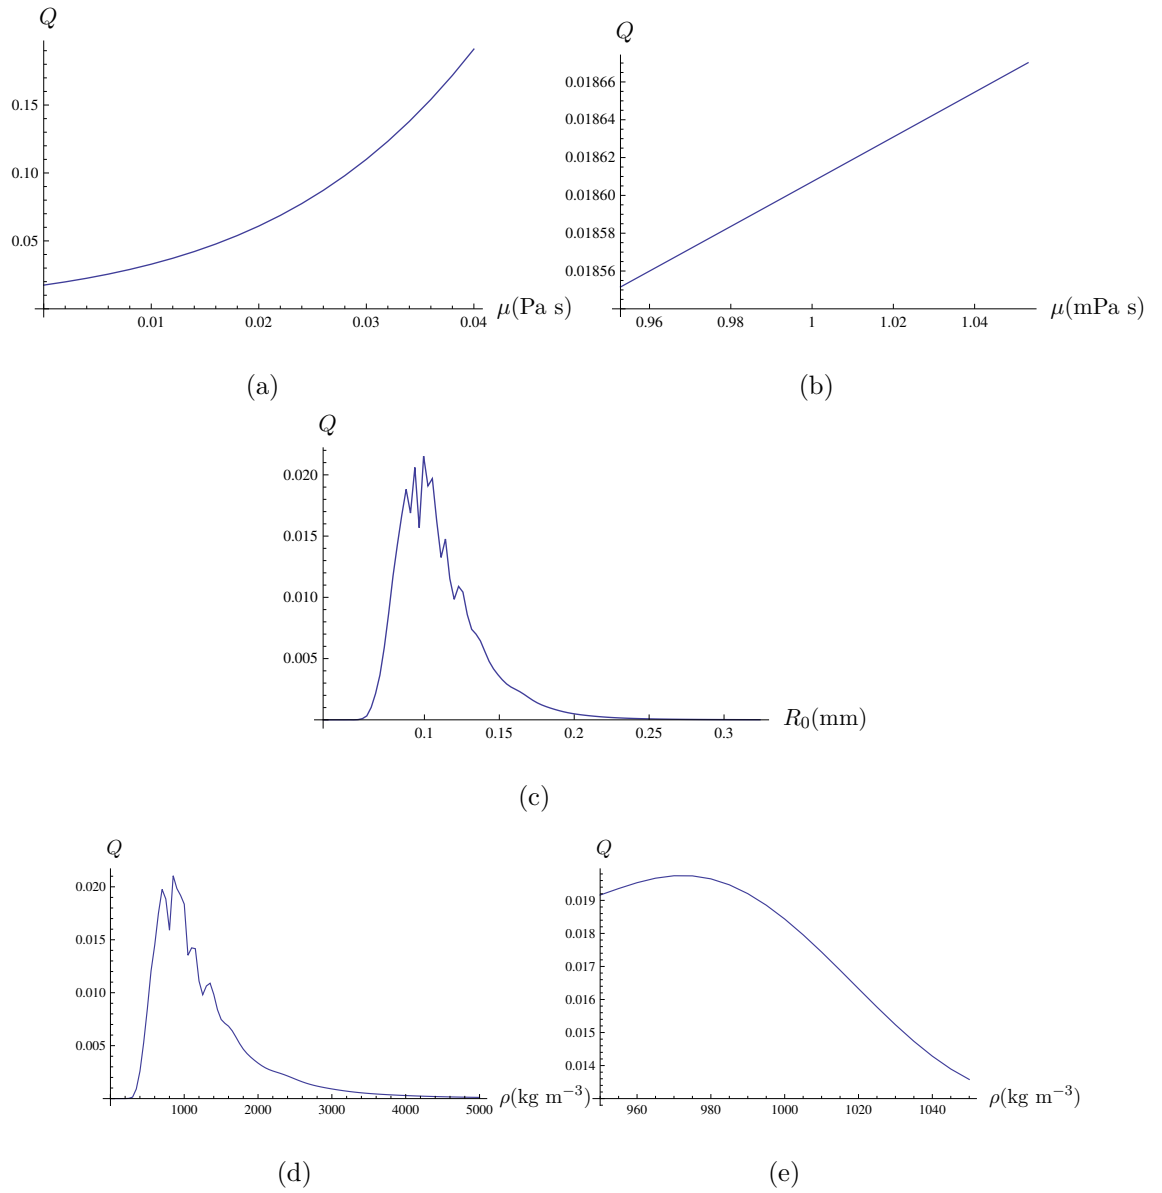 Q
0.15
0.10
0.05
0.01 0.02 0.03 0.04 μ(Pa s)
(a)
Q
0.01866
0.01864
0.01862
0.01860
0.01858
0.01856
0.96 0.98 1 1.02 1.04 μ(mPa s)
(b)
Q
0.020
0.015
0.010
0.005
0.1 0.15 0.2 0.25 0.3 R₀(mm)
(c)
Q
0.020
0.015
0.010
0.005
1000 2000 3000 4000 5000 ρ(kg m⁻³)
(d)
Q
0.019
0.018
0.017
0.016
0.015
0.014
960 980 1000 1020 1040 ρ(kg m⁻³)
(e)